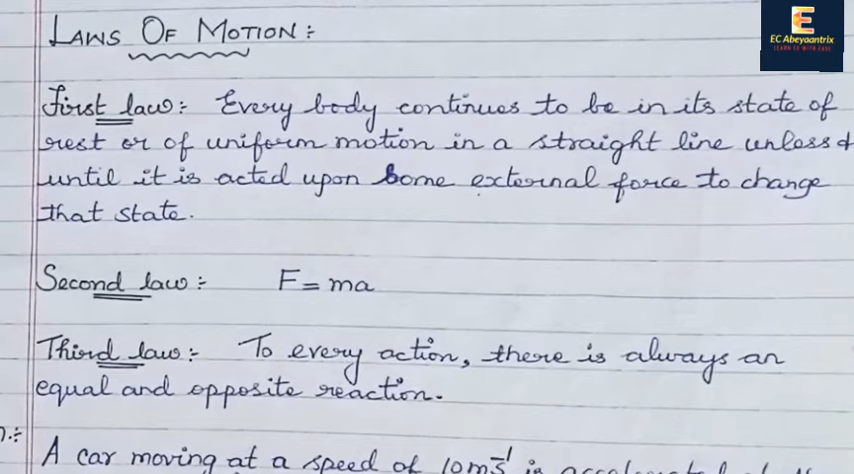 LAWS OF MOTION :-
EC Abeyaantrix
LEARN EC WITH EASE
First law :- Every body continues to be in its state of
rest or of uniform motion in a straight line unless &
until it is acted upon some external force to change
that state.
Second law :- F = ma
Third law :- To every action, there is always an
equal and opposite reaction.
A car moving at a speed of 10ms⁻¹ is